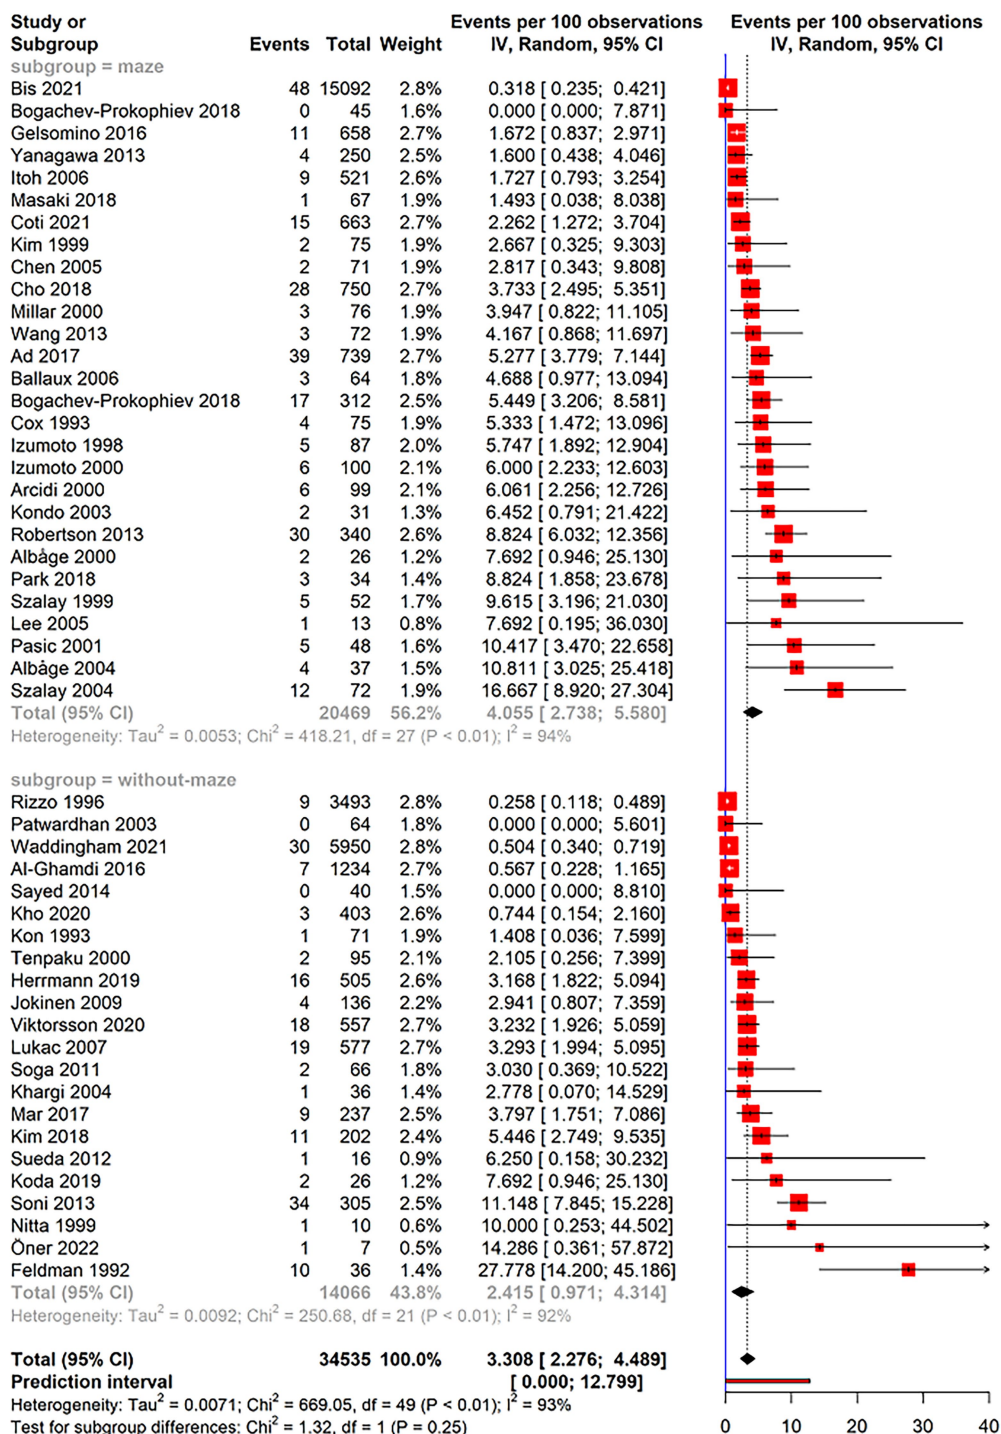 Study or Events per 100 observations Events per 100 observations
Subgroup Events Total Weight IV, Random, 95% CI IV, Random, 95% CI
subgroup = maze
Bis 2021 48 15092 2.8% 0.318 [ 0.235; 0.421]
Bogachev-Prokophiev 2018 0 45 1.6% 0.000 [ 0.000; 7.871]
Gelsomino 2016 11 658 2.7% 1.672 [ 0.837; 2.971]
Yanagawa 2013 4 250 2.5% 1.600 [ 0.438; 4.046]
Itoh 2006 9 521 2.6% 1.727 [ 0.793; 3.254]
Masaki 2018 1 67 1.9% 1.493 [ 0.038; 8.038]
Coti 2021 15 663 2.7% 2.262 [ 1.272; 3.704]
Kim 1999 2 75 1.9% 2.667 [ 0.325; 9.303]
Chen 2005 2 71 1.9% 2.817 [ 0.343; 9.808]
Cho 2018 28 750 2.7% 3.733 [ 2.495; 5.351]
Millar 2000 3 76 1.9% 3.947 [ 0.822; 11.105]
Wang 2013 3 72 1.9% 4.167 [ 0.868; 11.697]
Ad 2017 39 739 2.7% 5.277 [ 3.779; 7.144]
Ballaux 2006 3 64 1.8% 4.688 [ 0.977; 13.094]
Bogachev-Prokophiev 2018 17 312 2.5% 5.449 [ 3.206; 8.581]
Cox 1993 4 75 1.9% 5.333 [ 1.472; 13.096]
Izumoto 1998 5 87 2.0% 5.747 [ 1.892; 12.904]
Izumoto 2000 6 100 2.1% 6.000 [ 2.233; 12.603]
Arcidi 2000 6 99 2.1% 6.061 [ 2.256; 12.726]
Kondo 2003 2 31 1.3% 6.452 [ 0.791; 21.422]
Robertson 2013 30 340 2.6% 8.824 [ 6.032; 12.356]
Albåge 2000 2 26 1.2% 7.692 [ 0.946; 25.130]
Park 2018 3 34 1.4% 8.824 [ 1.858; 23.678]
Szalay 1999 5 52 1.7% 9.615 [ 3.196; 21.030]
Lee 2005 1 13 0.8% 7.692 [ 0.195; 36.030]
Pasic 2001 5 48 1.6% 10.417 [ 3.470; 22.658]
Albåge 2004 4 37 1.5% 10.811 [ 3.025; 25.418]
Szalay 2004 12 72 1.9% 16.667 [ 8.920; 27.304]
Total (95% CI) 20469 56.2% 4.055 [ 2.738; 5.580]
Heterogeneity: Tau² = 0.0053; Chi² = 418.21, df = 27 (P < 0.01); I² = 94%
subgroup = without-maze
Rizzo 1996 9 3493 2.8% 0.258 [ 0.118; 0.489]
Patwardhan 2003 0 64 1.8% 0.000 [ 0.000; 5.601]
Waddingham 2021 30 5950 2.8% 0.504 [ 0.340; 0.719]
Al-Ghamdi 2016 7 1234 2.7% 0.567 [ 0.228; 1.165]
Sayed 2014 0 40 1.5% 0.000 [ 0.000; 8.810]
Kho 2020 3 403 2.6% 0.744 [ 0.154; 2.160]
Kon 1993 1 71 1.9% 1.408 [ 0.036; 7.599]
Tenpaku 2000 2 95 2.1% 2.105 [ 0.256; 7.399]
Herrmann 2019 16 505 2.6% 3.168 [ 1.822; 5.094]
Jokinen 2009 4 136 2.2% 2.941 [ 0.807; 7.359]
Viktorsson 2020 18 557 2.7% 3.232 [ 1.926; 5.059]
Lukac 2007 19 577 2.7% 3.293 [ 1.994; 5.095]
Soga 2011 2 66 1.8% 3.030 [ 0.369; 10.522]
Khargi 2004 1 36 1.4% 2.778 [ 0.070; 14.529]
Mar 2017 9 237 2.5% 3.797 [ 1.751; 7.086]
Kim 2018 11 202 2.4% 5.446 [ 2.749; 9.535]
Sueda 2012 1 16 0.9% 6.250 [ 0.158; 30.232]
Koda 2019 2 26 1.2% 7.692 [ 0.946; 25.130]
Soni 2013 34 305 2.5% 11.148 [ 7.845; 15.228]
Nitta 1999 1 10 0.6% 10.000 [ 0.253; 44.502]
Öner 2022 1 7 0.5% 14.286 [ 0.361; 57.872]
Feldman 1992 10 36 1.4% 27.778 [14.200; 45.186]
Total (95% CI) 14066 43.8% 2.415 [ 0.971; 4.314]
Heterogeneity: Tau² = 0.0092; Chi² = 250.68, df = 21 (P < 0.01); I² = 92%
Total (95% CI) 34535 100.0% 3.308 [ 2.276; 4.489]
Prediction interval [ 0.000; 12.799]
Heterogeneity: Tau² = 0.0071; Chi² = 669.05, df = 49 (P < 0.01); I² = 93%
Test for subgroup differences: Chi² = 1.32, df = 1 (P = 0.25)
0 10 20 30 40